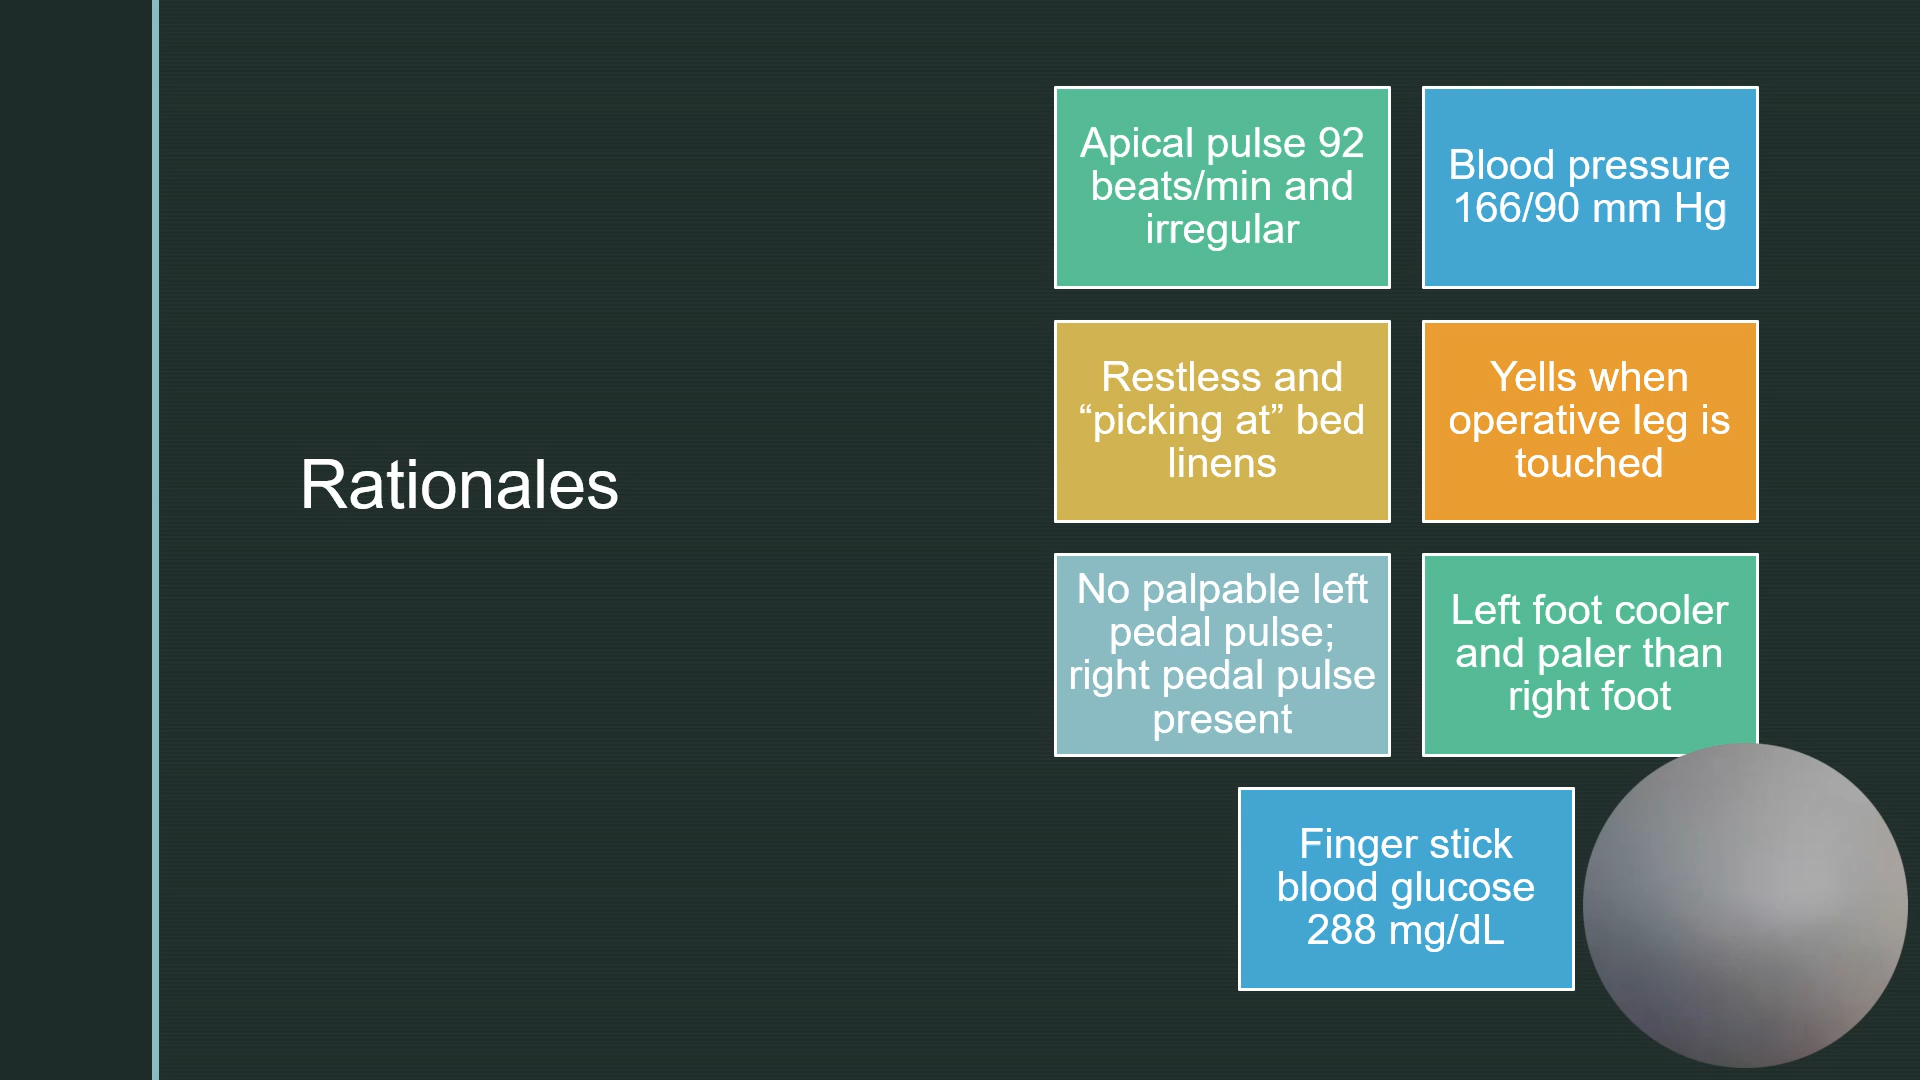 Rationales
Apical pulse 92
beats/min and
irregular
Blood pressure
166/90 mm Hg
Restless and
“picking at” bed
linens
Yells when
operative leg is
touched
No palpable left
pedal pulse;
right pedal pulse
present
Left foot cooler
and paler than
right foot
Finger stick
blood glucose
288 mg/dL